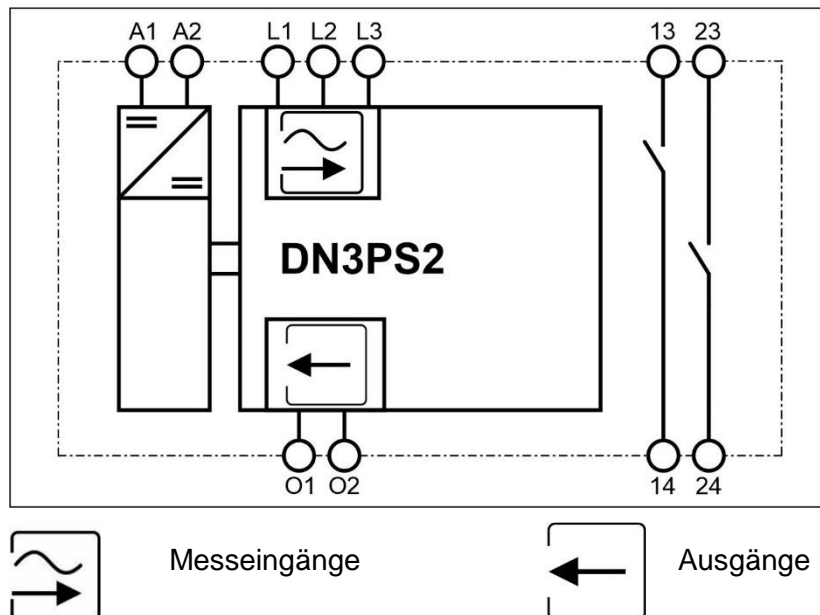 A1 A2 L1 L2 L3 13 23
DN3PS2
O1 O2 14 24
Messeingänge Ausgänge